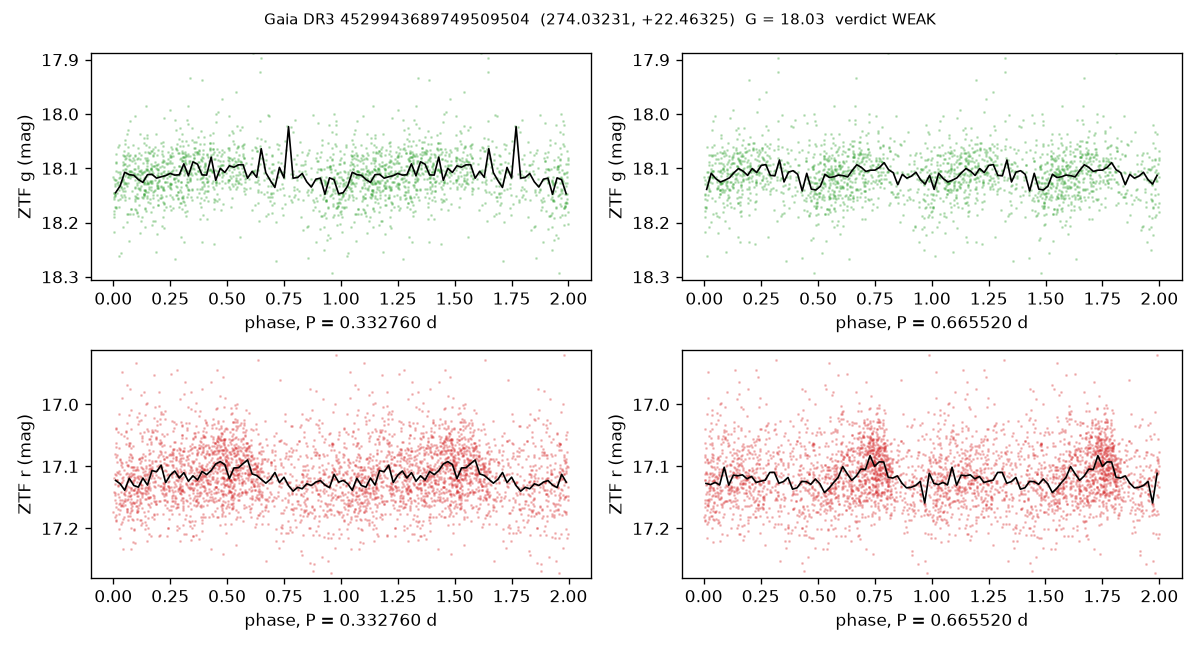 Gaia DR3 4529943689749509504 (274.03231, +22.46325) G = 18.03 verdict WEAK
ZTF g (mag)
17.9
18.0
18.1
18.2
18.3
0.00 0.25 0.50 0.75 1.00 1.25 1.50 1.75 2.00
phase, P = 0.332760 d
ZTF g (mag)
17.9
18.0
18.1
18.2
18.3
0.00 0.25 0.50 0.75 1.00 1.25 1.50 1.75 2.00
phase, P = 0.665520 d
ZTF r (mag)
17.0
17.1
17.2
0.00 0.25 0.50 0.75 1.00 1.25 1.50 1.75 2.00
phase, P = 0.332760 d
ZTF r (mag)
17.0
17.1
17.2
0.00 0.25 0.50 0.75 1.00 1.25 1.50 1.75 2.00
phase, P = 0.665520 d